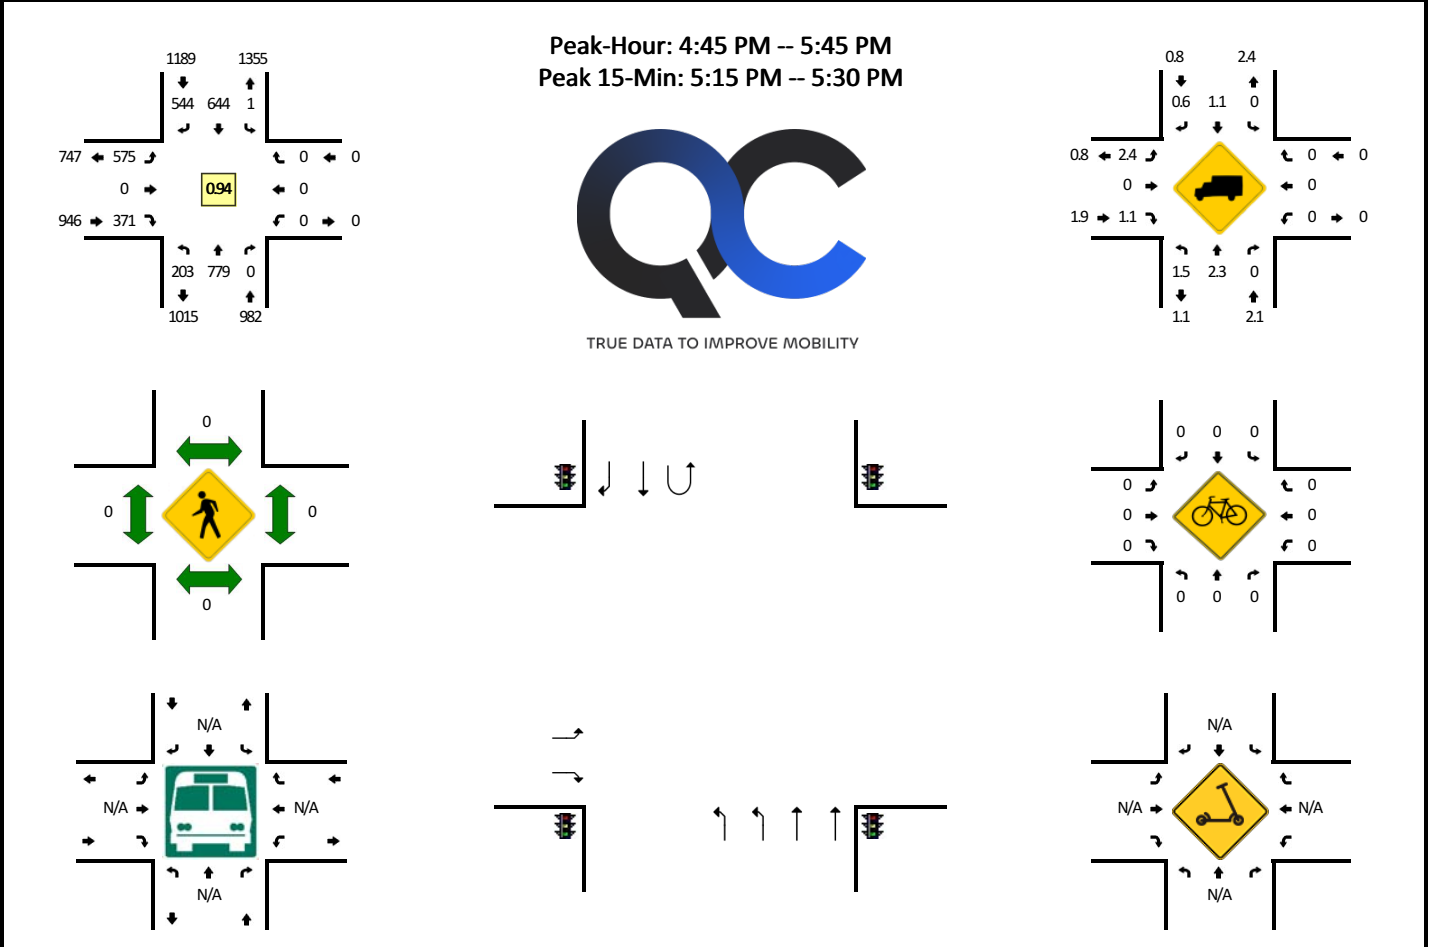 Peak-Hour: 4:45 PM -- 5:45 PM
Peak 15-Min: 5:15 PM -- 5:30 PM
1189 1355
544 644 1
747 575 0 0
0 0.94 0
946 371 0 0
203 779 0
1015 982
QC
TRUE DATA TO IMPROVE MOBILITY
0.8 2.4
0.6 1.1 0
0.8 2.4 0 0
0 0
1.9 1.1 0 0
1.5 2.3 0
1.1 2.1
0
0 0
0
0 0 0
0 0
0 0
0 0
0 0 0
N/A
N/A N/A
N/A
N/A
N/A N/A
N/A